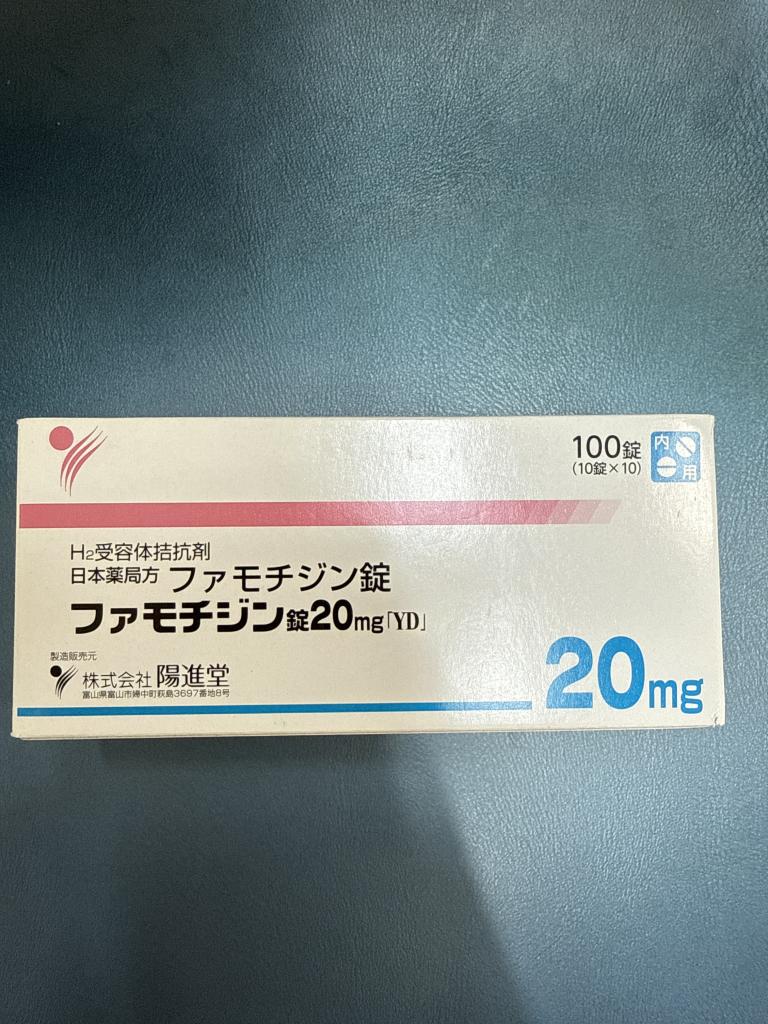 100錠
(10錠×10)
内
用
H₂受容体拮抗剤
日本薬局方 ファモチジン錠
ファモチジン錠20mg「YD」
製造販売元
株式会社 陽進堂
富山県富山市婦中町萩島3697番地8号
20mg